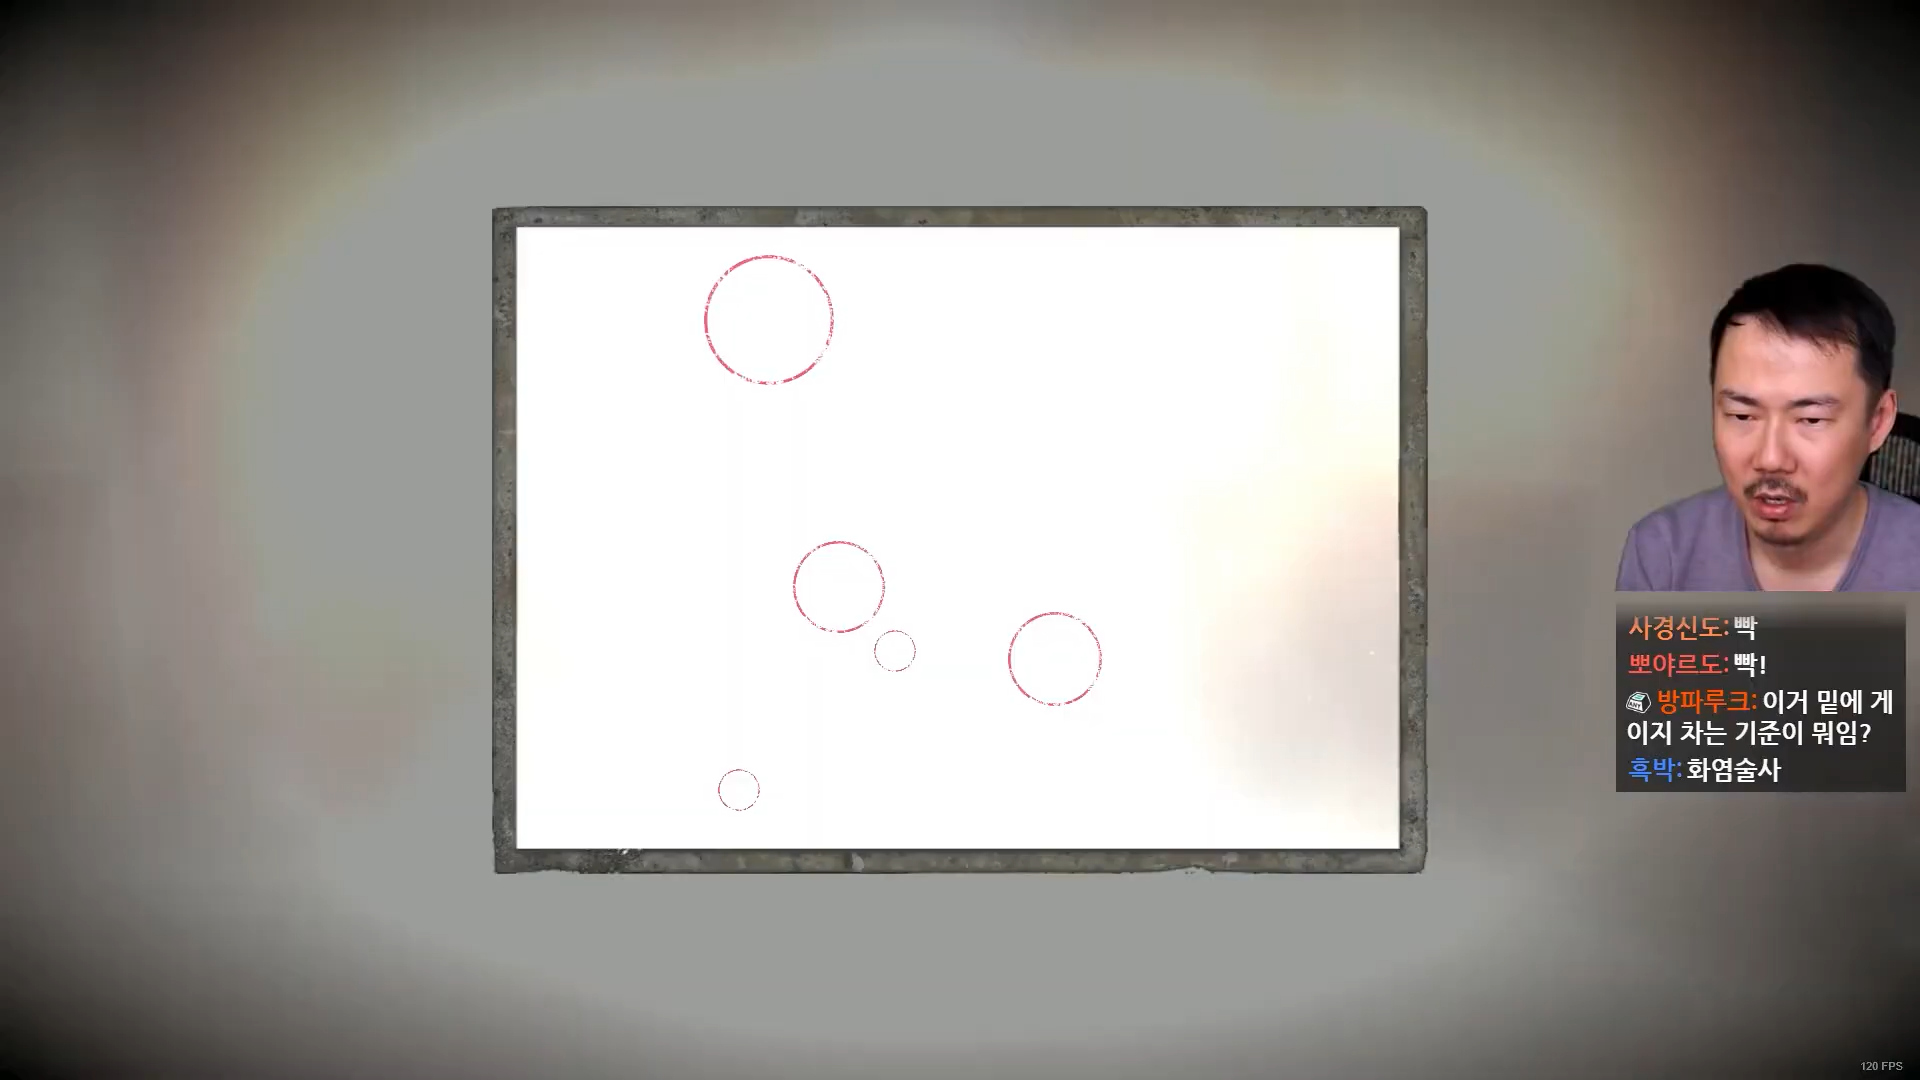 사경신도: 빡
뽀야르도: 빡!
방파루크: 이거 밑에 게
이지 차는 기준이 뭐임?
흑박: 화염술사
120 FPS